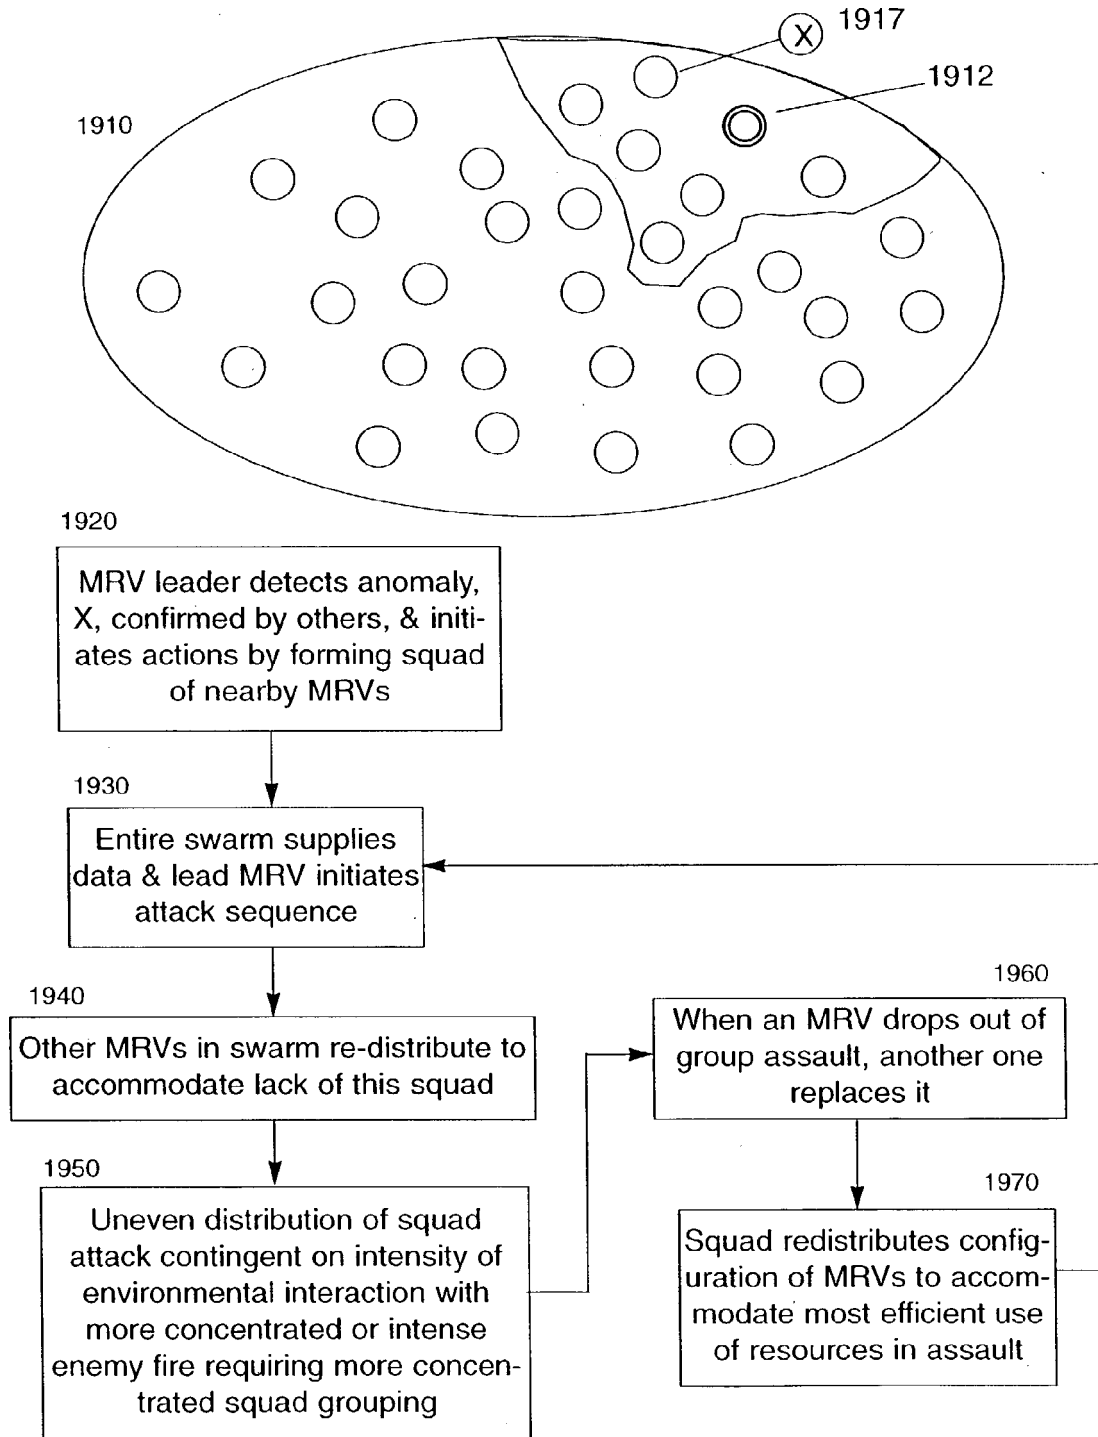 1917
X
1912
1910
1920
MRV leader detects anomaly,
X, confirmed by others, & initi-
ates actions by forming squad
of nearby MRVs
1930
Entire swarm supplies
data & lead MRV initiates
attack sequence
1940
Other MRVs in swarm re-distribute to
accommodate lack of this squad
1950
Uneven distribution of squad
attack contingent on intensity of
environmental interaction with
more concentrated or intense
enemy fire requiring more concen-
trated squad grouping
1960
When an MRV drops out of
group assault, another one
replaces it
1970
Squad redistributes config-
uration of MRVs to accom-
modate most efficient use
of resources in assault